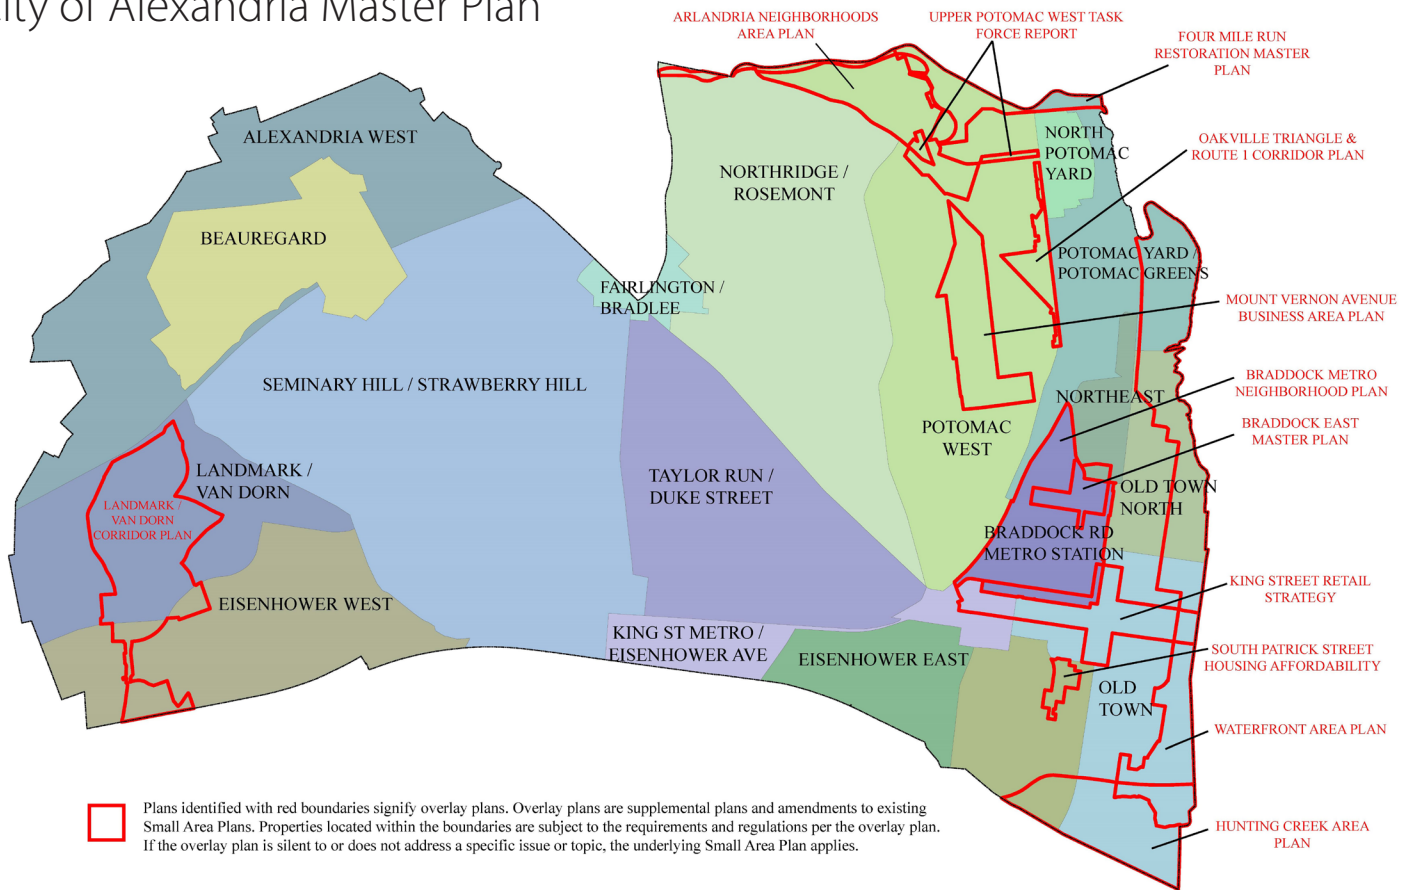 City of Alexandria Master Plan
ARLANDRIA NEIGHBORHOODS
AREA PLAN
UPPER POTOMAC WEST TASK
FORCE REPORT
FOUR MILE RUN
RESTORATION MASTER
PLAN
ALEXANDRIA WEST
NORTH
POTOMAC
YARD
OAKVILLE TRIANGLE &
ROUTE 1 CORRIDOR PLAN
NORTHRIDGE /
ROSEMONT
BEAUREGARD
POTOMAC YARD /
POTOMAC GREENS
FAIRLINGTON /
BRADLEE
MOUNT VERNON AVENUE
BUSINESS AREA PLAN
SEMINARY HILL / STRAWBERRY HILL
BRADDOCK METRO
NEIGHBORHOOD PLAN
NORTHEAST
POTOMAC
WEST
BRADDOCK EAST
MASTER PLAN
LANDMARK /
VAN DORN
TAYLOR RUN /
DUKE STREET
OLD TOWN
NORTH
LANDMARK /
VAN DORN
CORRIDOR PLAN
BRADDOCK RD
METRO STATION
EISENHOWER WEST
KING STREET RETAIL
STRATEGY
KING ST METRO /
EISENHOWER AVE
EISENHOWER EAST
SOUTH PATRICK STREET
HOUSING AFFORDABILITY
OLD
TOWN
WATERFRONT AREA PLAN
Plans identified with red boundaries signify overlay plans. Overlay plans are supplemental plans and amendments to existing
Small Area Plans. Properties located within the boundaries are subject to the requirements and regulations per the overlay plan.
If the overlay plan is silent to or does not address a specific issue or topic, the underlying Small Area Plan applies.
HUNTING CREEK AREA
PLAN